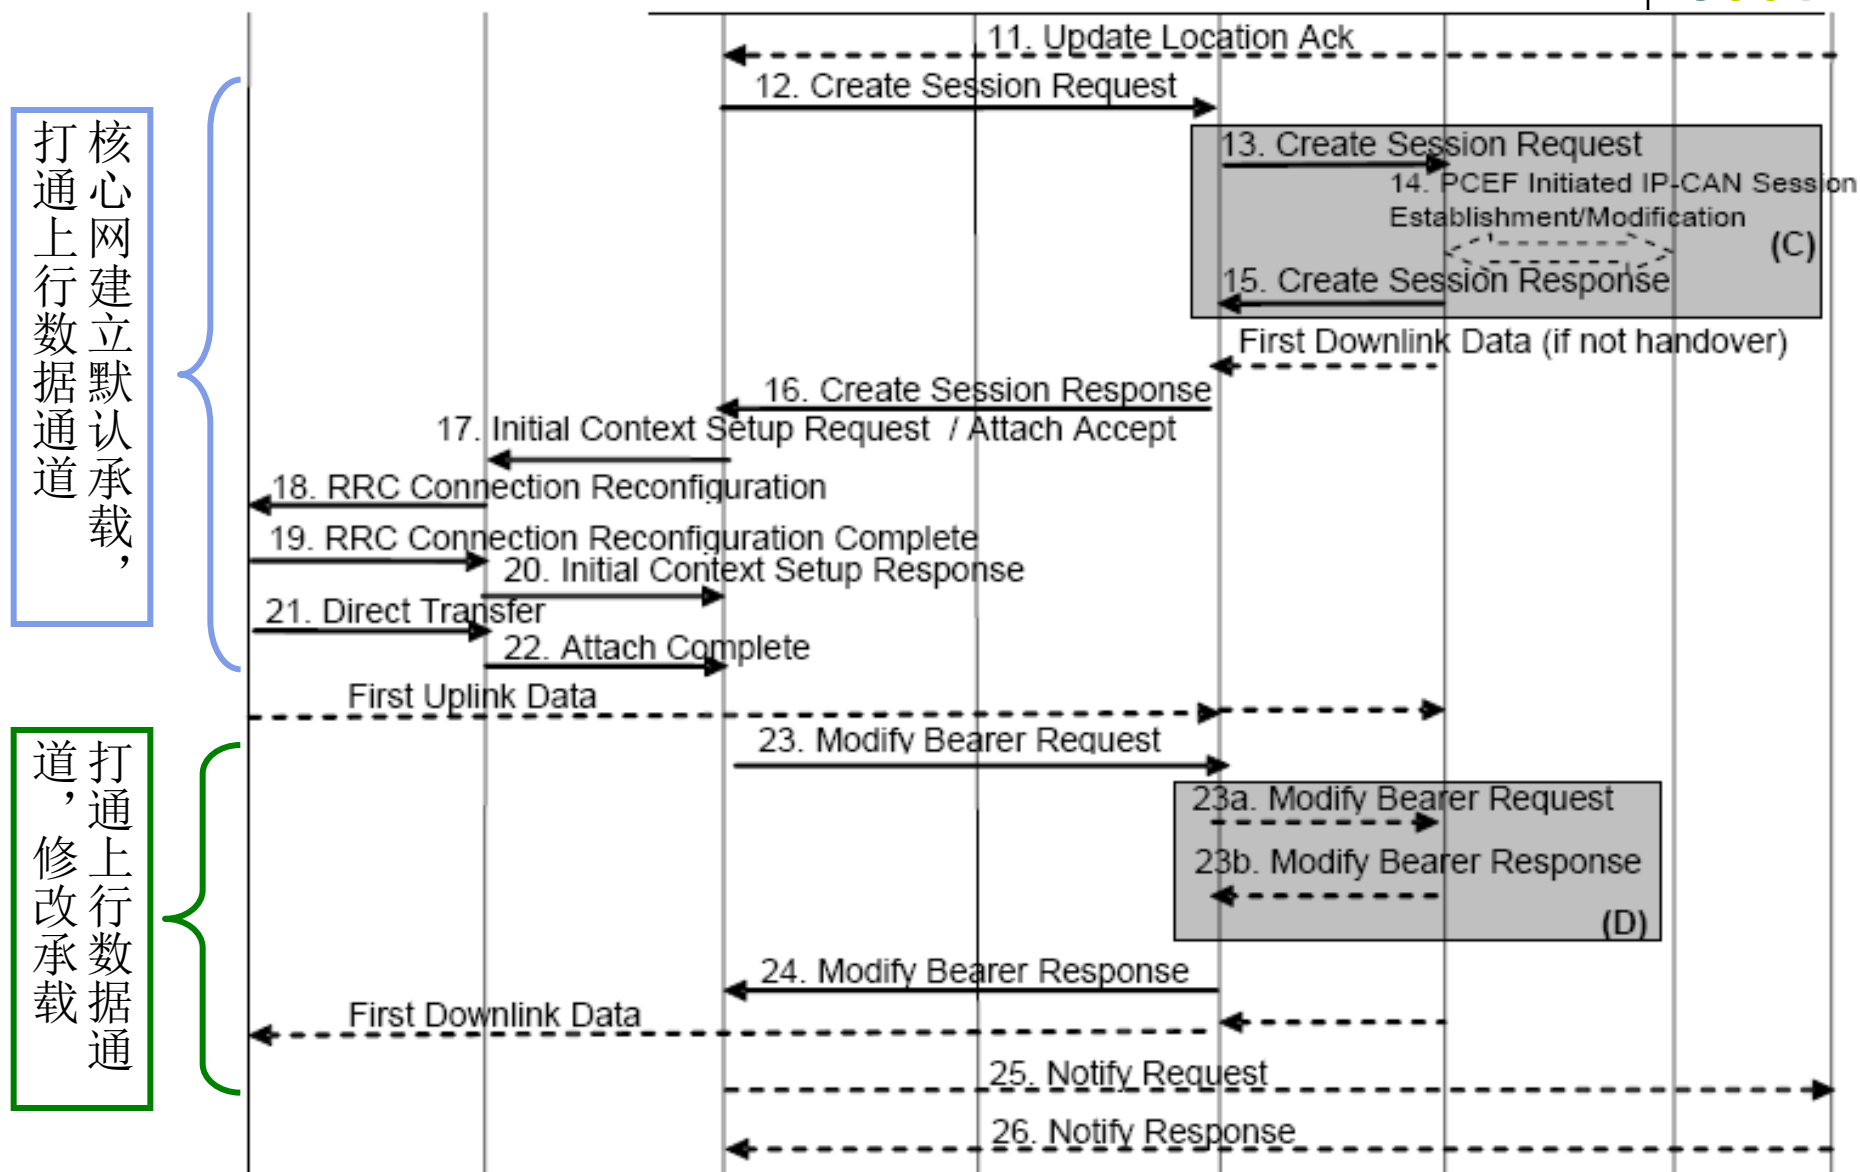 11. Update Location Ack
12. Create Session Request
13. Create Session Request
14. PCEF Initiated IP-CAN Session
Establishment/Modification
(C)
15. Create Session Response
First Downlink Data (if not handover)
16. Create Session Response
17. Initial Context Setup Request / Attach Accept
18. RRC Connection Reconfiguration
19. RRC Connection Reconfiguration Complete
20. Initial Context Setup Response
21. Direct Transfer
22. Attach Complete
First Uplink Data
23. Modify Bearer Request
23a. Modify Bearer Request
23b. Modify Bearer Response
(D)
24. Modify Bearer Response
First Downlink Data
25. Notify Request
26. Notify Response
核心网建立默认承载，
打通上行数据通道
打通上行数据通
道，修改承载